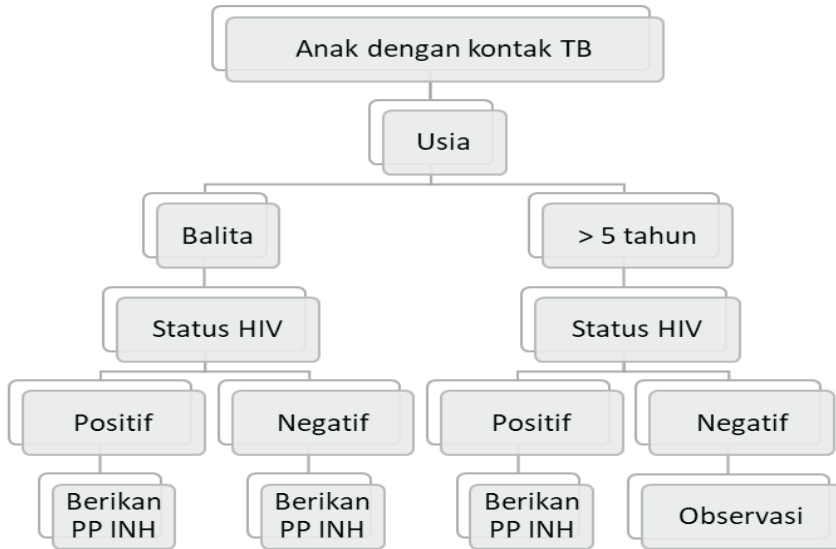 Anak dengan kontak TB
Usia
Balita
> 5 tahun
Status HIV
Status HIV
Positif
Negatif
Positif
Negatif
Berikan
PP INH
Berikan
PP INH
Berikan
PP INH
Observasi